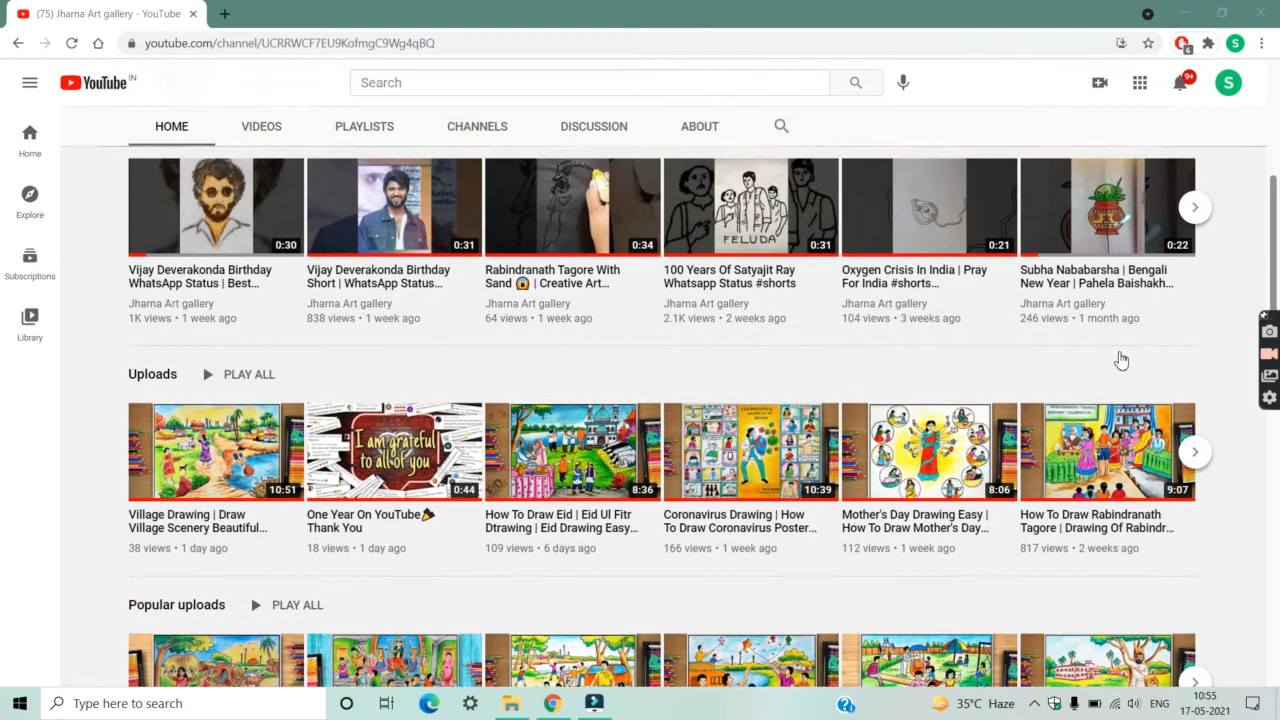 (75) Jharna Art gallery - YouTube
youtube.com/channel/UCRRWCF7EU9KofmgC9Wg4qBQ
6
S
YouTube IN
Search
9+
S
HOME VIDEOS PLAYLISTS CHANNELS DISCUSSION ABOUT
Home
Explore
Subscriptions
Library
FELUDA
0:30 0:31 0:34 0:31 0:21 0:22
Vijay Deverakonda Birthday
WhatsApp Status | Best...
Jharna Art gallery
1K views • 1 week ago
Vijay Deverakonda Birthday
Short | WhatsApp Status...
Jharna Art gallery
838 views • 1 week ago
Rabindranath Tagore With
Sand 😱 | Creative Art...
Jharna Art gallery
64 views • 1 week ago
100 Years Of Satyajit Ray
Whatsapp Status #shorts
Jharna Art gallery
2.1K views • 2 weeks ago
Oxygen Crisis In India | Pray
For India #shorts...
Jharna Art gallery
104 views • 3 weeks ago
Subha Nababarsha | Bengali
New Year | Pahela Baishakh...
Jharna Art gallery
246 views • 1 month ago
Uploads PLAY ALL
I am grateful
to all of you
10:51 0:44 8:36 10:39 8:06 9:07
Village Drawing | Draw
Village Scenery Beautiful...
38 views • 1 day ago
One Year On YouTube🎉
Thank You
18 views • 1 day ago
How To Draw Eid | Eid Ul Fitr
Dtrawing | Eid Drawing Easy...
109 views • 6 days ago
Coronavirus Drawing | How
To Draw Coronavirus Poster...
166 views • 1 week ago
Mother's Day Drawing Easy |
How To Draw Mother's Day...
112 views • 1 week ago
How To Draw Rabindranath
Tagore | Drawing Of Rabindr...
817 views • 2 weeks ago
Popular uploads PLAY ALL
Type here to search
35°C Haze
ENG
10:55
17-05-2021